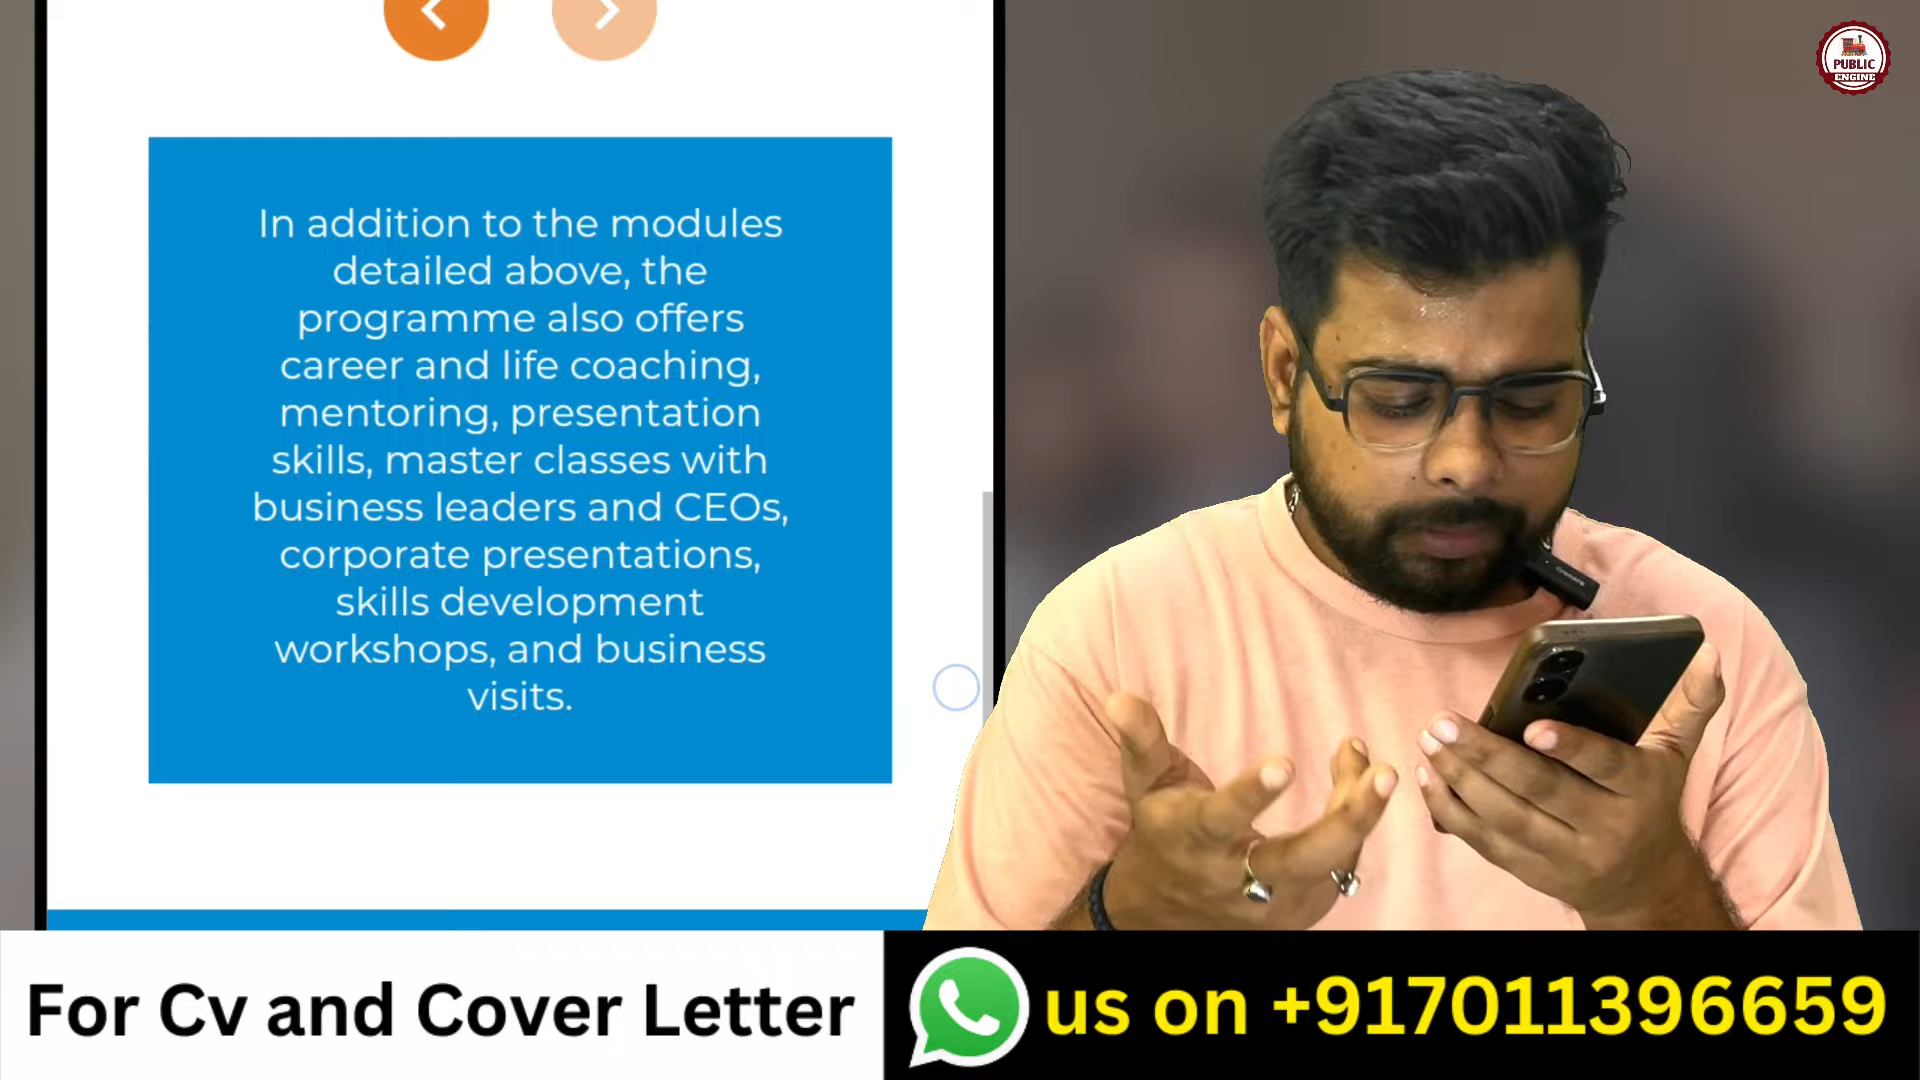 PUBLIC
ENGINE
In addition to the modules
detailed above, the
programme also offers
career and life coaching,
mentoring, presentation
skills, master classes with
business leaders and CEOs,
corporate presentations,
skills development
workshops, and business
visits.
For Cv and Cover Letter
us on +917011396659